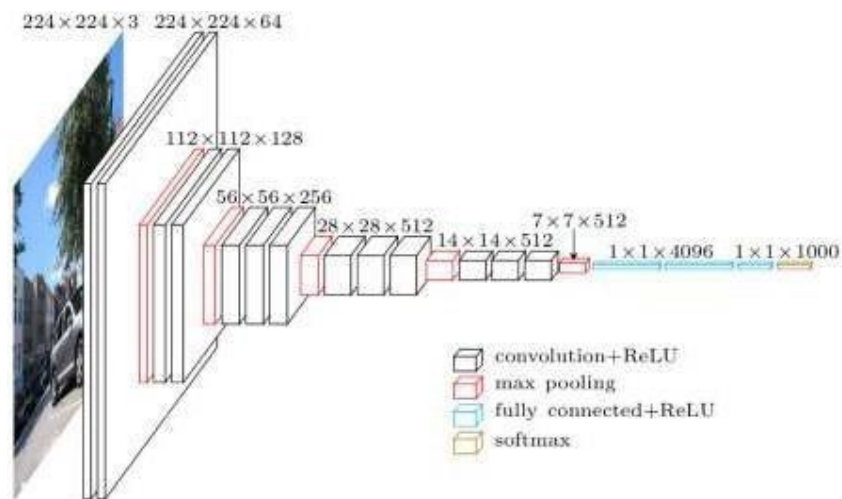 224×224×3
224×224×64
112×112×128
56×56×256
28×28×512
14×14×512
7×7×512
1×1×4096
1×1×1000
convolution+ReLU
max pooling
fully connected+ReLU
softmax